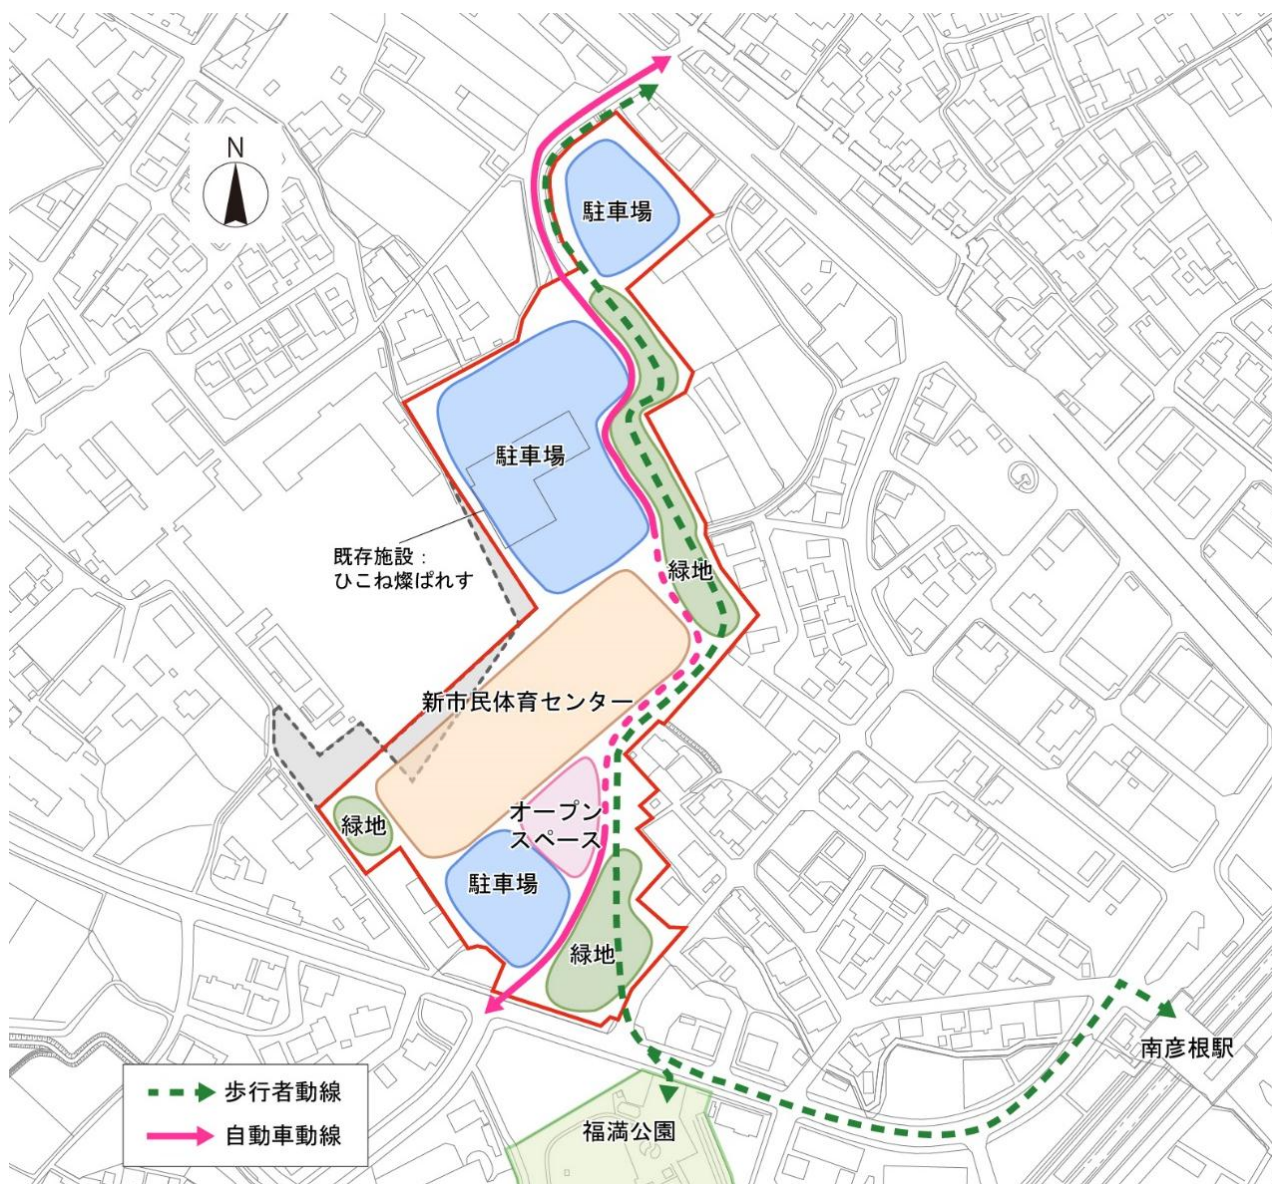 N
駐車場
駐車場
既存施設：
ひこね燦ぱれす
緑地
新市民体育センター
オープン
スペース
緑地
駐車場
緑地
南彦根駅
歩行者動線
自動車動線
福満公園